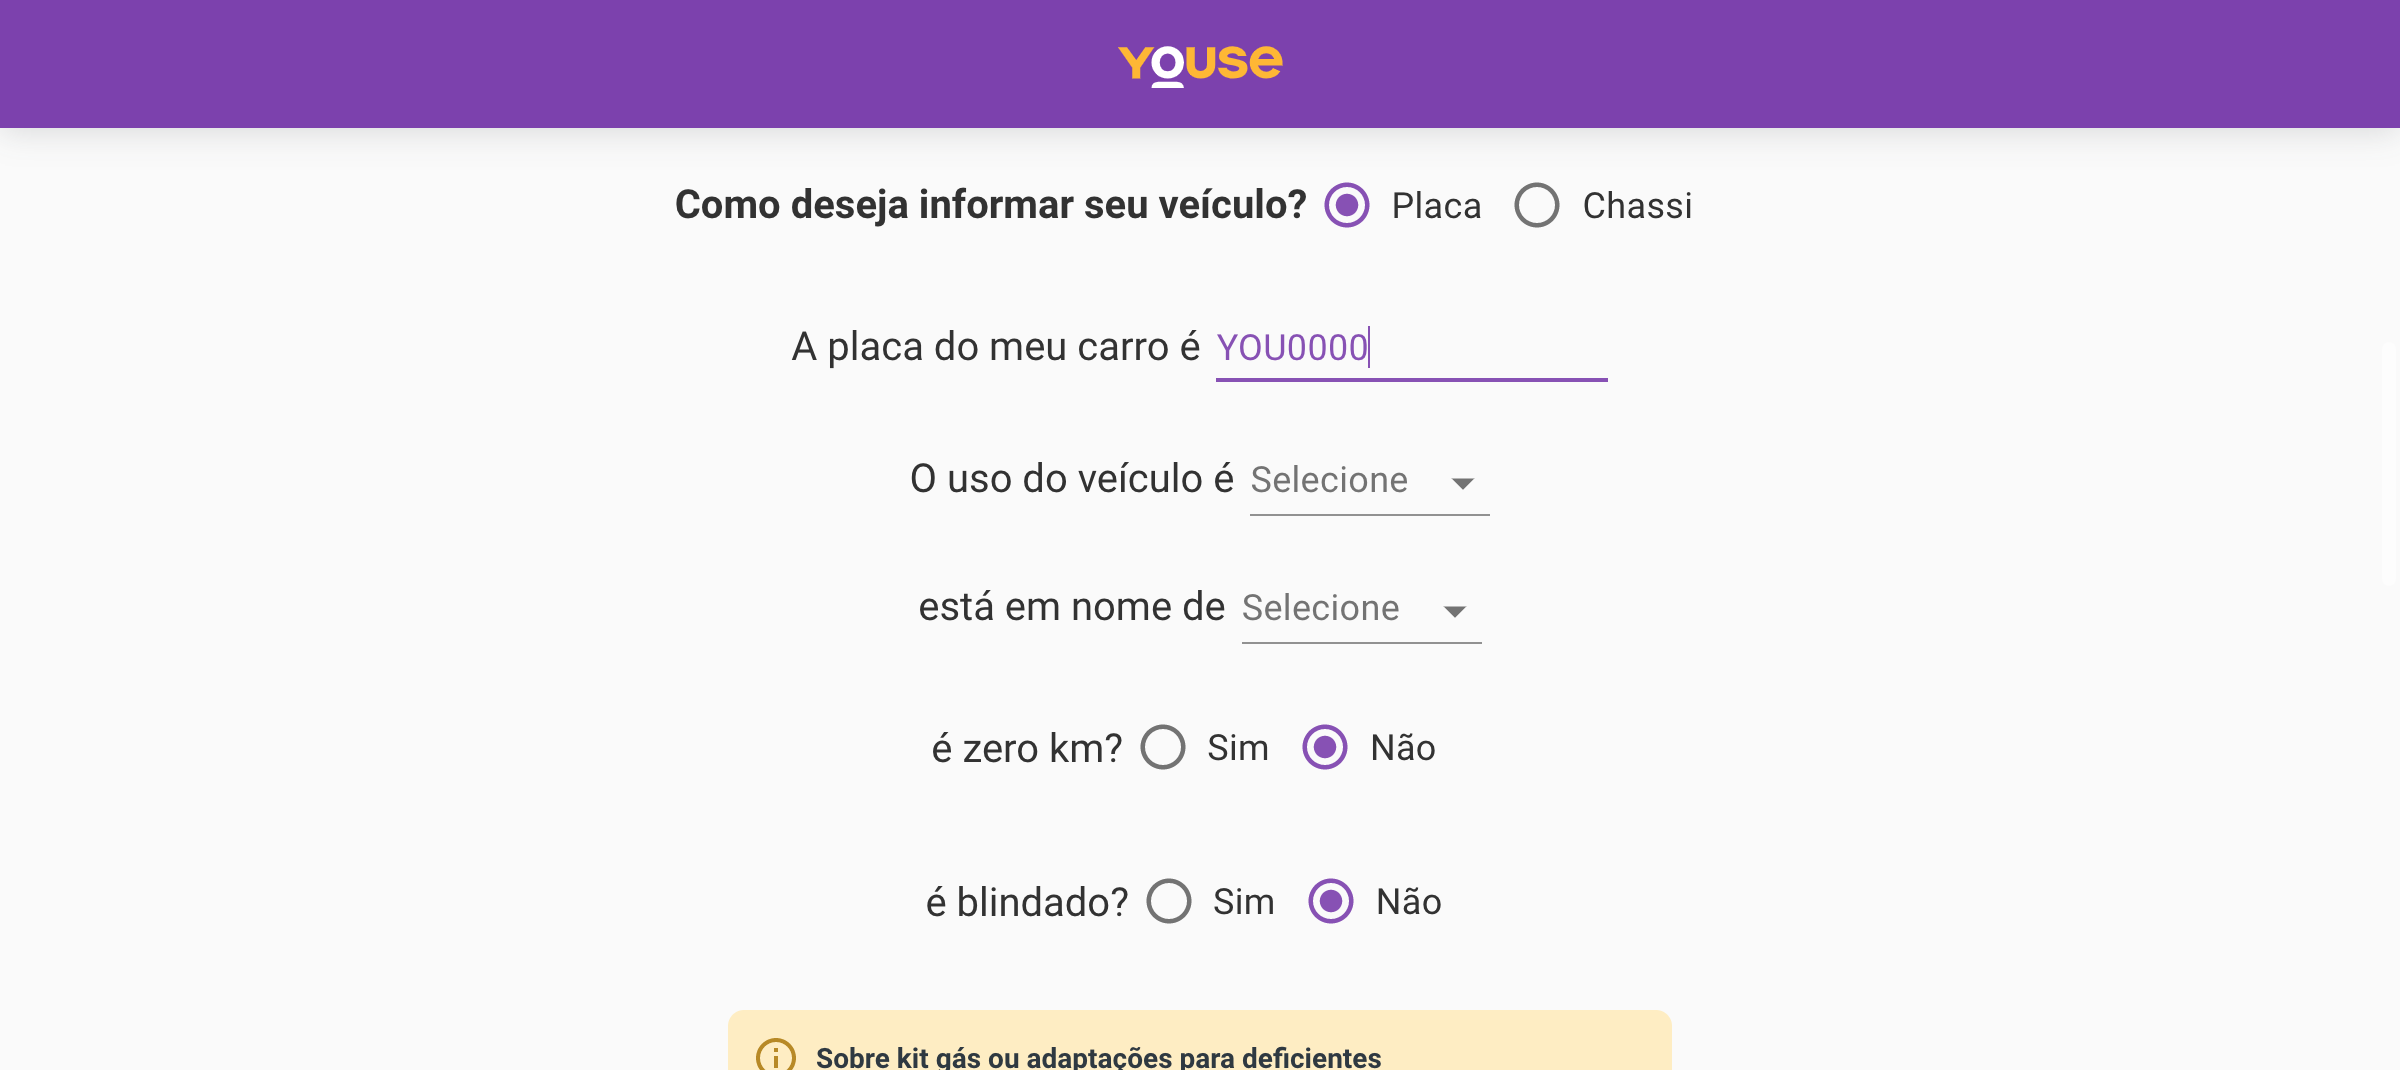 YOUSE
Como deseja informar seu veículo? Placa Chassi
A placa do meu carro é YOU0000
O uso do veículo é Selecione
está em nome de Selecione
é zero km? Sim Não
é blindado? Sim Não
Sobre kit gás ou adaptações para deficientes